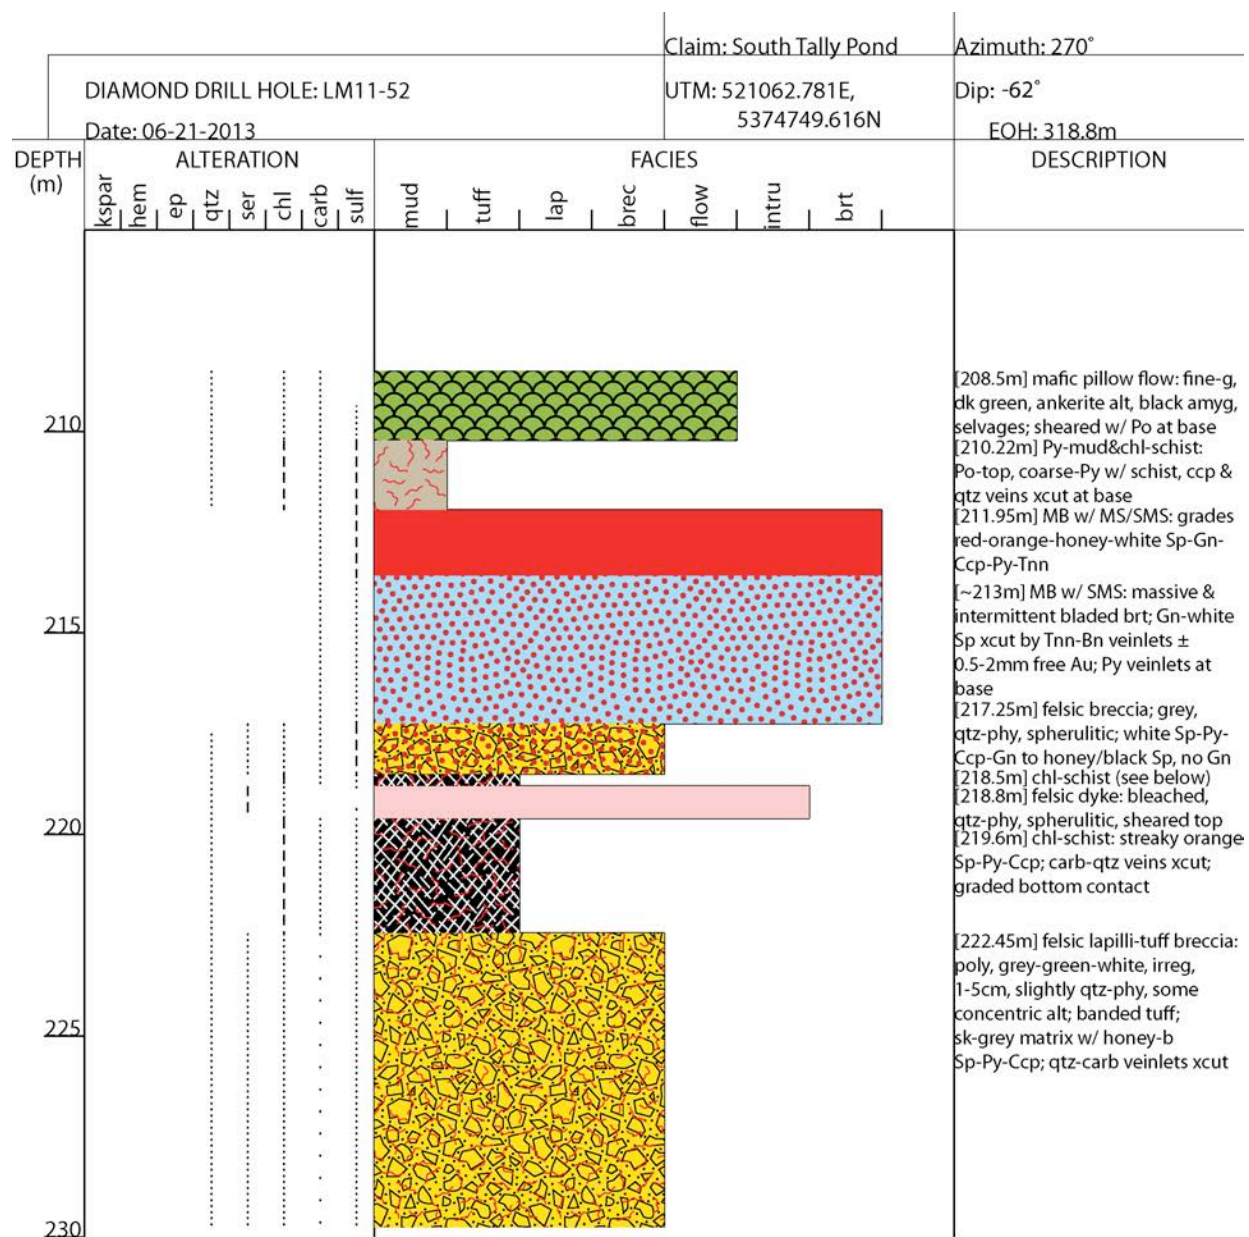 Claim: South Tally Pond
Azimuth: 270°
DIAMOND DRILL HOLE: LM11-52
UTM: 521062.781E,
5374749.616N
Dip: -62°
Date: 06-21-2013
EOH: 318.8m
DEPTH
(m)
ALTERATION
FACIES
DESCRIPTION
kspar
hem
ep
qtz
ser
chl
carb
sulf
mud
tuff
lap
brec
flow
intru
brt
210
215
220
225
230
[208.5m] mafic pillow flow: fine-g,
dk green, ankerite alt, black amyg,
selvages; sheared w/ Po at base
[210.22m] Py-mud&chl-schist:
Po-top, coarse-Py w/ schist, ccp &
qtz veins xcut at base
[211.95m] MB w/ MS/SMS: grades
red-orange-honey-white Sp-Gn-
Ccp-Py-Tnn
[~213m] MB w/ SMS: massive &
intermittent bladed brt; Gn-white
Sp xcut by Tnn-Bn veinlets ±
0.5-2mm free Au; Py veinlets at
base
[217.25m] felsic breccia; grey,
qtz-phy, spherulitic; white Sp-Py-
Ccp-Gn to honey/black Sp, no Gn
[218.5m] chl-schist (see below)
[218.8m] felsic dyke: bleached,
qtz-phy, spherulitic, sheared top
[219.6m] chl-schist: streaky orange
Sp-Py-Ccp; carb-qtz veins xcut;
graded bottom contact
[222.45m] felsic lapilli-tuff breccia:
poly, grey-green-white, irreg,
1-5cm, slightly qtz-phy, some
concentric alt; banded tuff;
sk-grey matrix w/ honey-b
Sp-Py-Ccp; qtz-carb veinlets xcut